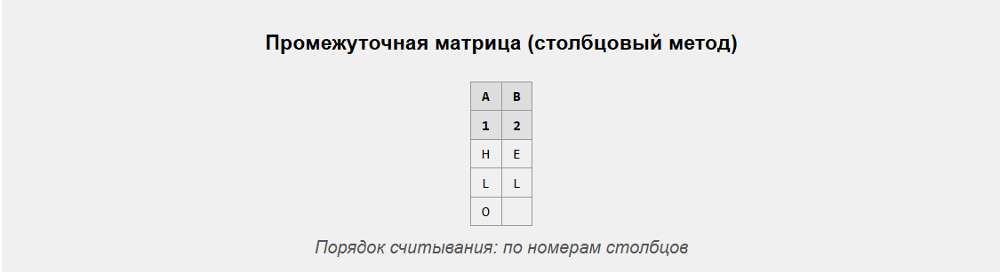 Промежуточная матрица (столбцовый метод)
A B
1 2
H E
L L
O
Порядок считывания: по номерам столбцов